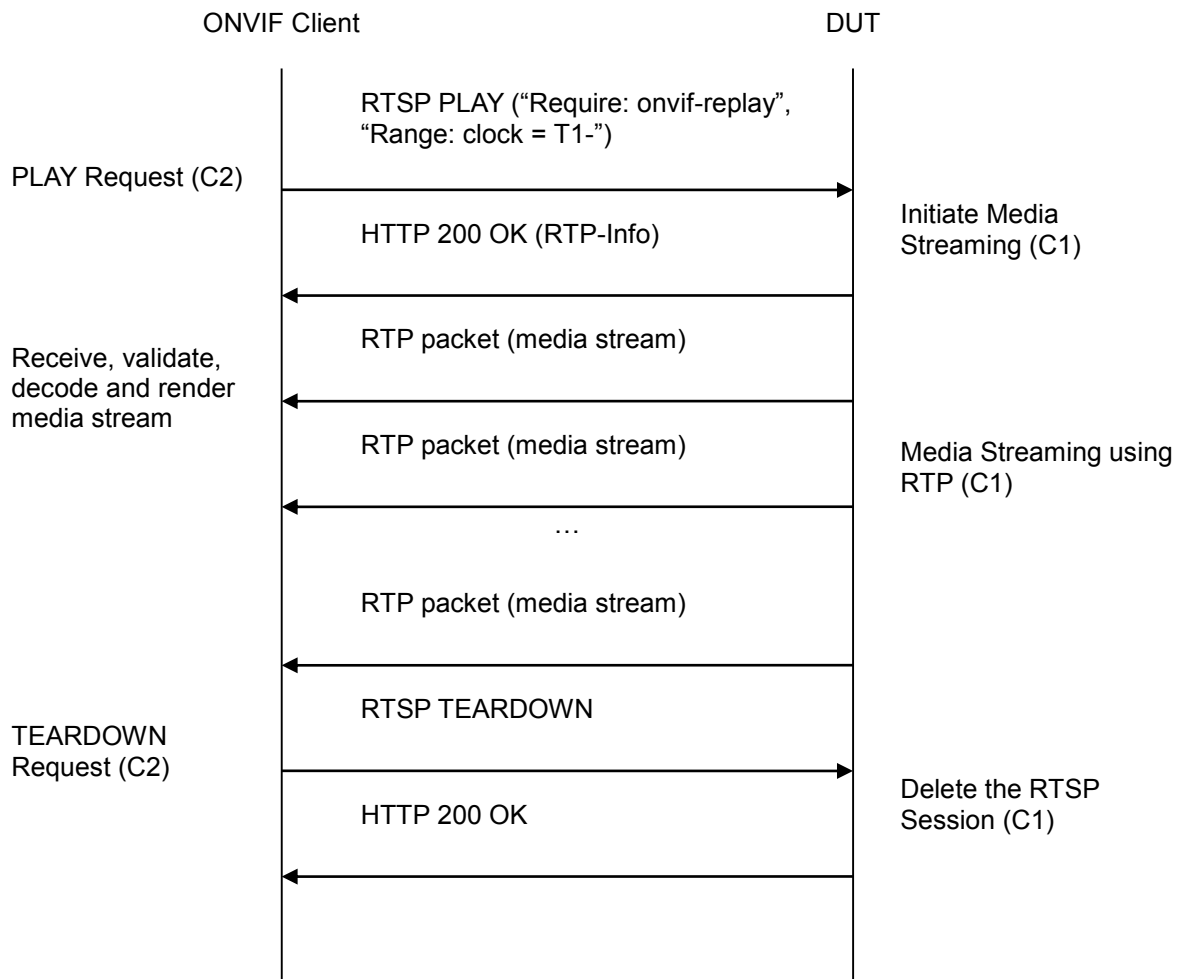 ONVIF Client
DUT
RTSP PLAY (“Require: onvif-replay”,
“Range: clock = T1-”)
PLAY Request (C2)
Initiate Media
Streaming (C1)
HTTP 200 OK (RTP-Info)
RTP packet (media stream)
Receive, validate,
decode and render
media stream
RTP packet (media stream)
Media Streaming using
RTP (C1)
…
RTP packet (media stream)
RTSP TEARDOWN
TEARDOWN
Request (C2)
Delete the RTSP
Session (C1)
HTTP 200 OK